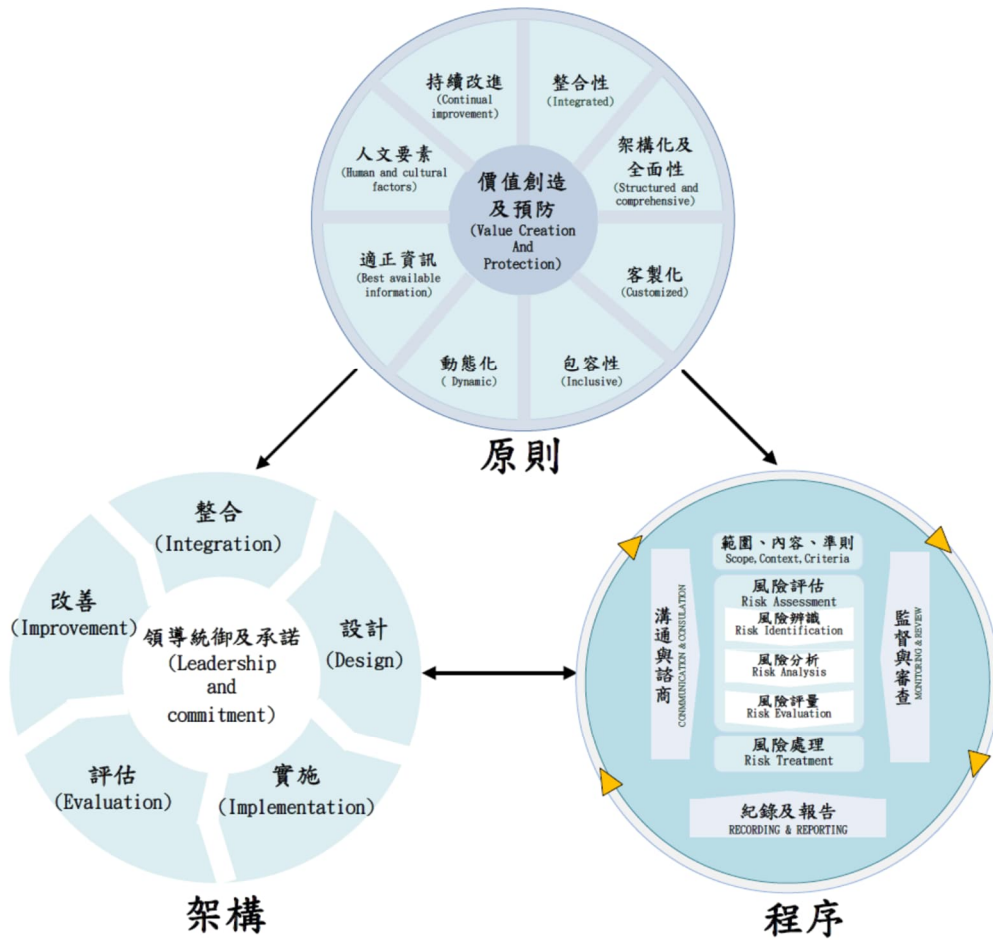 持續改進
(Continual
improvement)
整合性
(Integrated)
人文要素
(Human and cultural
factors)
架構化及
全面性
(Structured and
comprehensive)
價值創造
及預防
(Value Creation
And
Protection)
適正資訊
(Best available
information)
客製化
(Customized)
動態化
( Dynamic)
包容性
(Inclusive)
原則
整合
(Integration)
改善
(Improvement)
設計
(Design)
領導統御及承諾
(Leadership
and
commitment)
評估
(Evaluation)
實施
(Implementation)
架構
範圍、內容、準則
Scope,Context,Criteria
風險評估
Risk Assessment
風險辨識
Risk Identification
風險分析
Risk Analysis
風險評量
Risk Evaluation
風險處理
Risk Treatment
溝通與諮商
CONMMUNICATION & CONSULATION
監督與審查
MONITORING & REVIEW
紀錄及報告
RECORDING & REPORTING
程序